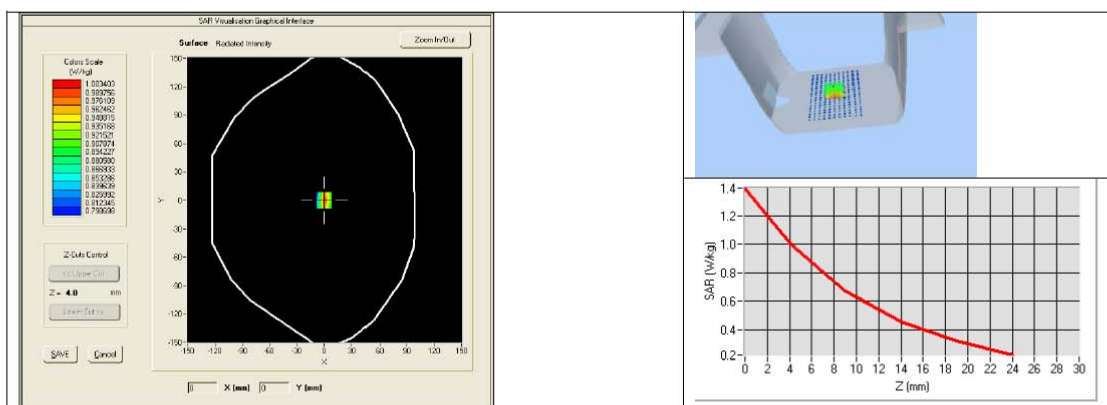 SAR Visualisation Graphical Interface
Surface Radiated Intensity
Zoom In/Out
Colors Scale
(W/kg)
1.003403
0.989756
0.976109
0.962462
0.948815
0.935168
0.921521
0.907874
0.894227
0.880580
0.866933
0.853286
0.839639
0.825992
0.812345
0.798698
Z-Cuts Control
Z = 4.0 mm
SAVE
Cancel
150
120
90
60
30
0
-30
-60
-90
-120
-150
Y
-150 -120 -90 -60 -30 0 30 60 90 120 150
X
0 X (mm) 0 Y (mm)
1.4
1.2
1.0
0.8
0.6
0.4
0.2
SAR (W/kg)
0 2 4 6 8 10 12 14 16 18 20 22 24 26 28 30
Z (mm)